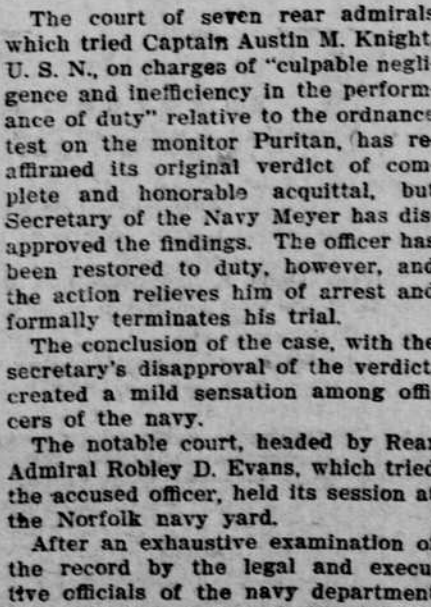 The court of seven rear admirals
which tried Captain Austin M. Knight
U. S. N., on charges of "culpable negli
gence and inefficiency in the perform
ance of duty" relative to the ordnance
test on the monitor Puritan, has re
affirmed its original verdict of com
plete and honorable acquittal, but
Secretary of the Navy Meyer has dis
approved the findings. The officer has
been restored to duty, however, and
the action relieves him of arrest and
formally terminates his trial.
The conclusion of the case, with the
secretary's disapproval of the verdict
created a mild sensation among offi
cers of the navy.
The notable court, headed by Rear
Admiral Robley D. Evans, which tried
the accused officer, held its session at
the Norfolk navy yard.
After an exhaustive examination of
the record by the legal and execu
tive officials of the navy department